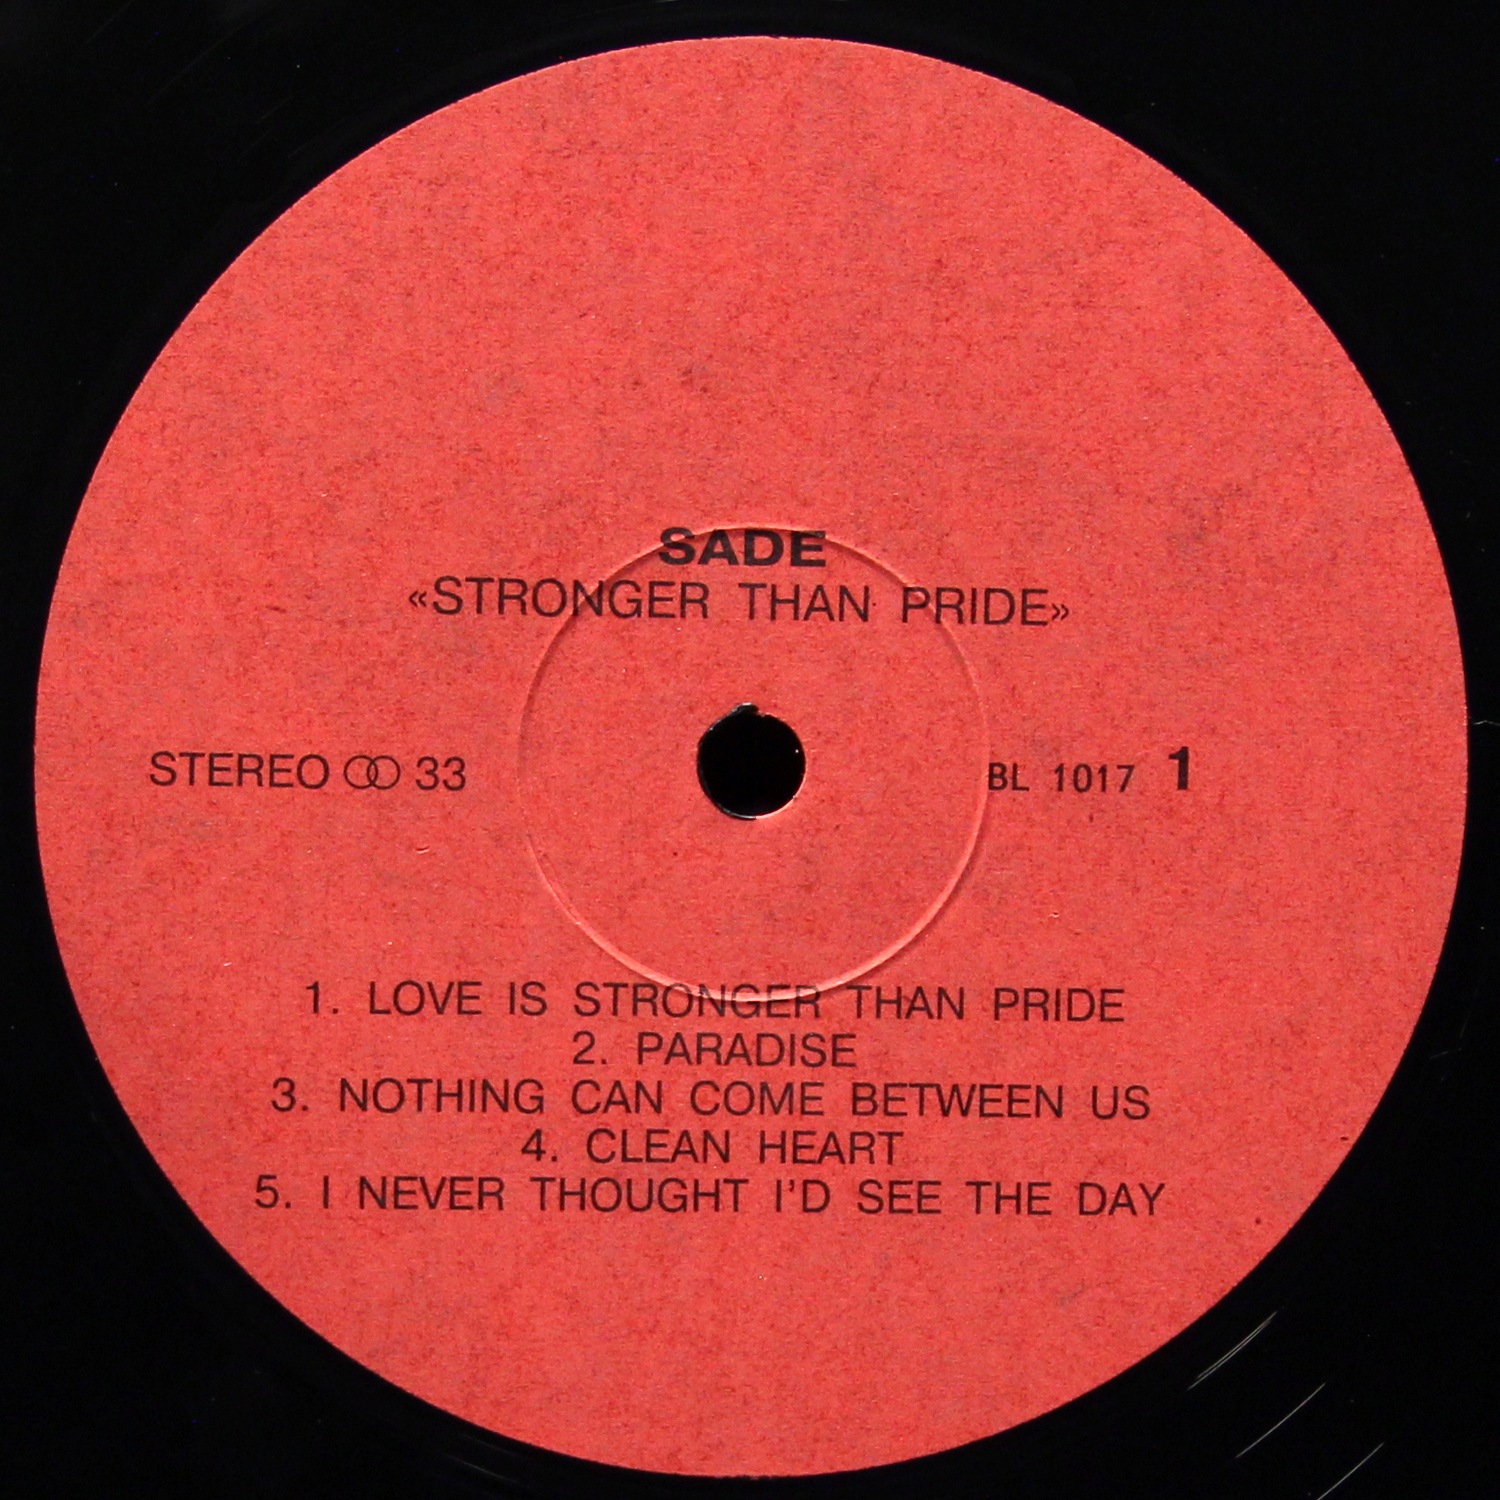 SADE
«STRONGER THAN PRIDE»
STEREO ꝏ 33
BL 1017 1
1. LOVE IS STRONGER THAN PRIDE
2. PARADISE
3. NOTHING CAN COME BETWEEN US
4. CLEAN HEART
5. I NEVER THOUGHT I'D SEE THE DAY